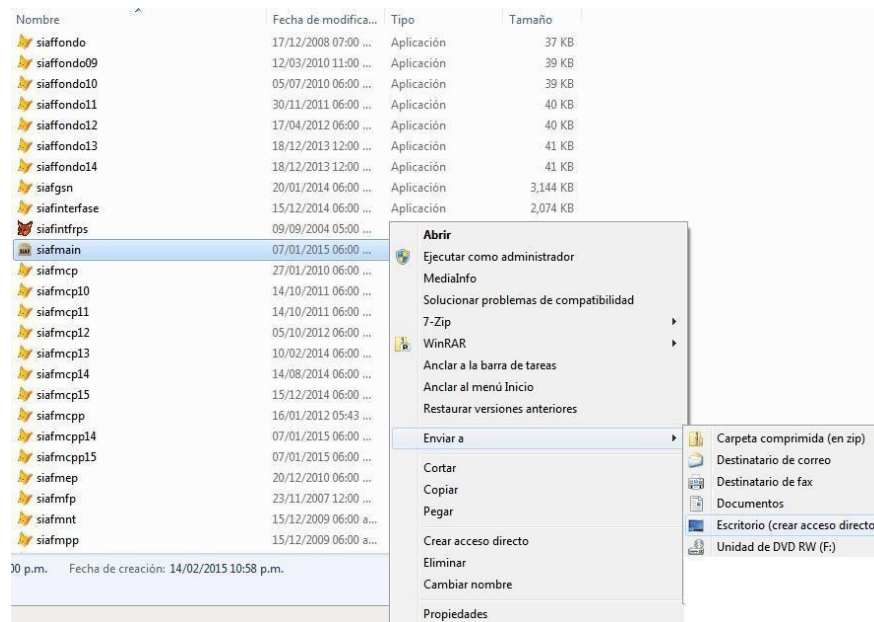 Nombre Fecha de modifica... Tipo Tamaño
siaffondo 17/12/2008 07:00 ... Aplicación 37 KB
siaffondo09 12/03/2010 11:00 ... Aplicación 39 KB
siaffondo10 05/07/2010 06:00 ... Aplicación 39 KB
siaffondo11 30/11/2011 06:00 ... Aplicación 40 KB
siaffondo12 17/04/2012 06:00 ... Aplicación 40 KB
siaffondo13 18/12/2013 12:00 ... Aplicación 41 KB
siaffondo14 18/12/2013 12:00 ... Aplicación 41 KB
siafgsn 20/01/2014 06:00 ... Aplicación 3,144 KB
siafinterfase 15/12/2014 06:00 ... Aplicación 2,074 KB
siafintfrps 09/09/2004 05:00 ...
siafmain 07/01/2015 06:00 ...
siafmcp 27/01/2010 06:00 ...
siafmcp10 14/10/2011 06:00 ...
siafmcp11 14/10/2011 06:00 ...
siafmcp12 05/10/2012 06:00 ...
siafmcp13 10/02/2014 06:00 ...
siafmcp14 14/08/2014 06:00 ...
siafmcp15 15/12/2014 06:00 ...
siafmcpp 16/01/2012 05:43 ...
siafmcpp14 07/01/2015 06:00 ...
siafmcpp15 07/01/2015 06:00 ...
siafmep 20/12/2010 06:00 ...
siafmfp 23/11/2007 12:00 ...
siafmnt 15/12/2009 06:00 a...
siafmpp 15/12/2009 06:00 a...
00 p.m. Fecha de creación: 14/02/2015 10:58 p.m.
Abrir
Ejecutar como administrador
MediaInfo
Solucionar problemas de compatibilidad
7-Zip
WinRAR
Anclar a la barra de tareas
Anclar al menú Inicio
Restaurar versiones anteriores
Enviar a
Cortar
Copiar
Pegar
Crear acceso directo
Eliminar
Cambiar nombre
Propiedades
Carpeta comprimida (en zip)
Destinatario de correo
Destinatario de fax
Documentos
Escritorio (crear acceso directo
Unidad de DVD RW (F:)